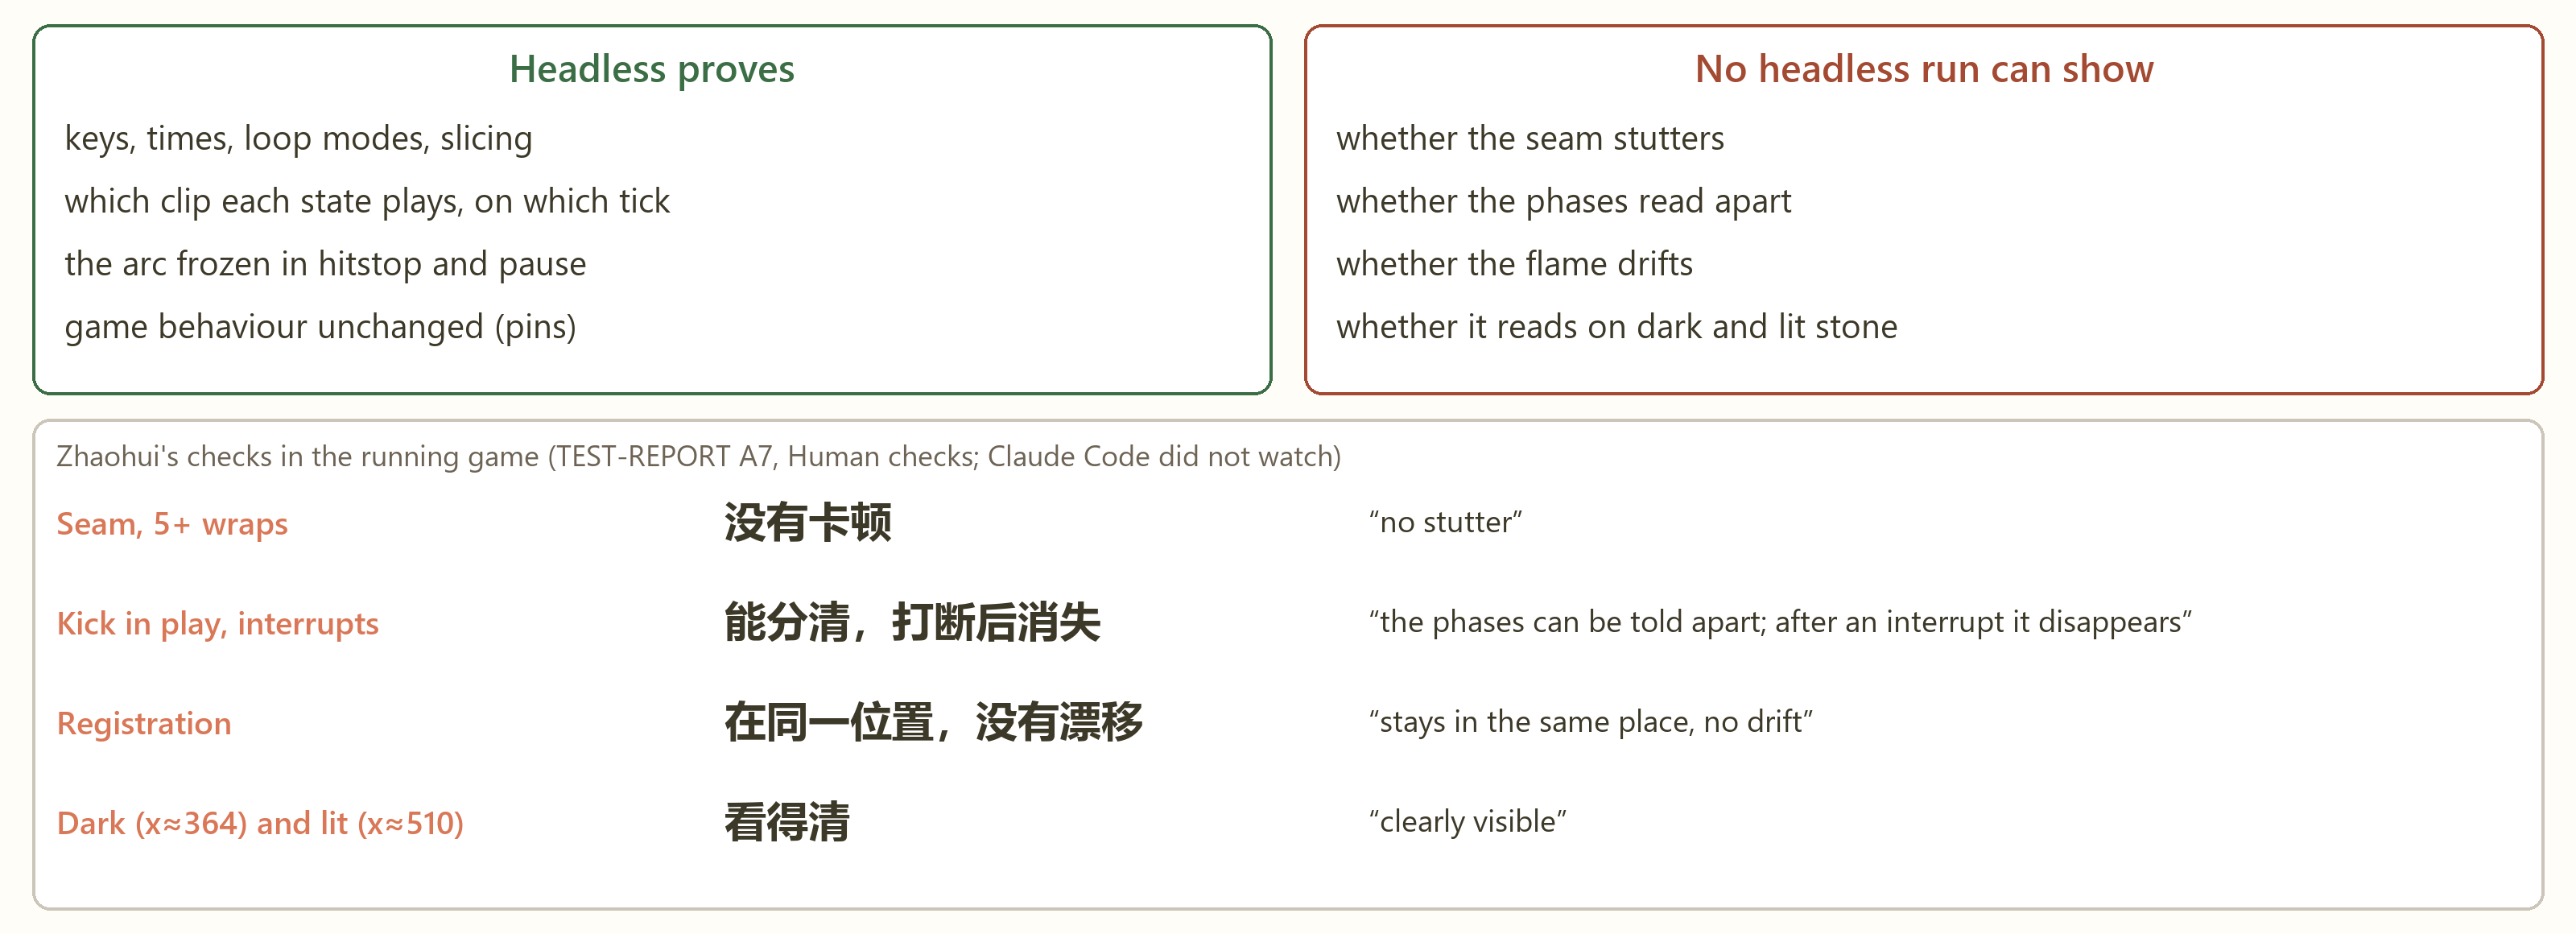 Headless proves
keys, times, loop modes, slicing
which clip each state plays, on which tick
the arc frozen in hitstop and pause
game behaviour unchanged (pins)
No headless run can show
whether the seam stutters
whether the phases read apart
whether the flame drifts
whether it reads on dark and lit stone
Zhaohui's checks in the running game (TEST-REPORT A7, Human checks; Claude Code did not watch)
Seam, 5+ wraps 没有卡顿 “no stutter”
Kick in play, interrupts 能分清，打断后消失 “the phases can be told apart; after an interrupt it disappears”
Registration 在同一位置，没有漂移 “stays in the same place, no drift”
Dark (x≈364) and lit (x≈510) 看得清 “clearly visible”